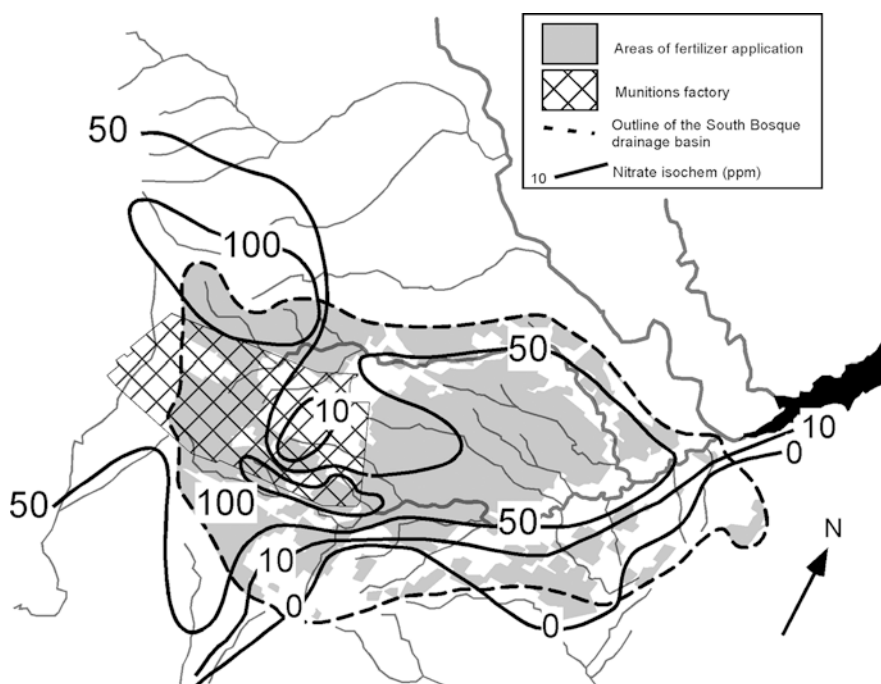 Areas of fertilizer application
Munitions factory
Outline of the South Bosque
drainage basin
10 Nitrate isochem (ppm)
50
100
50
10
10
0
50
100
50
10
0
0
N